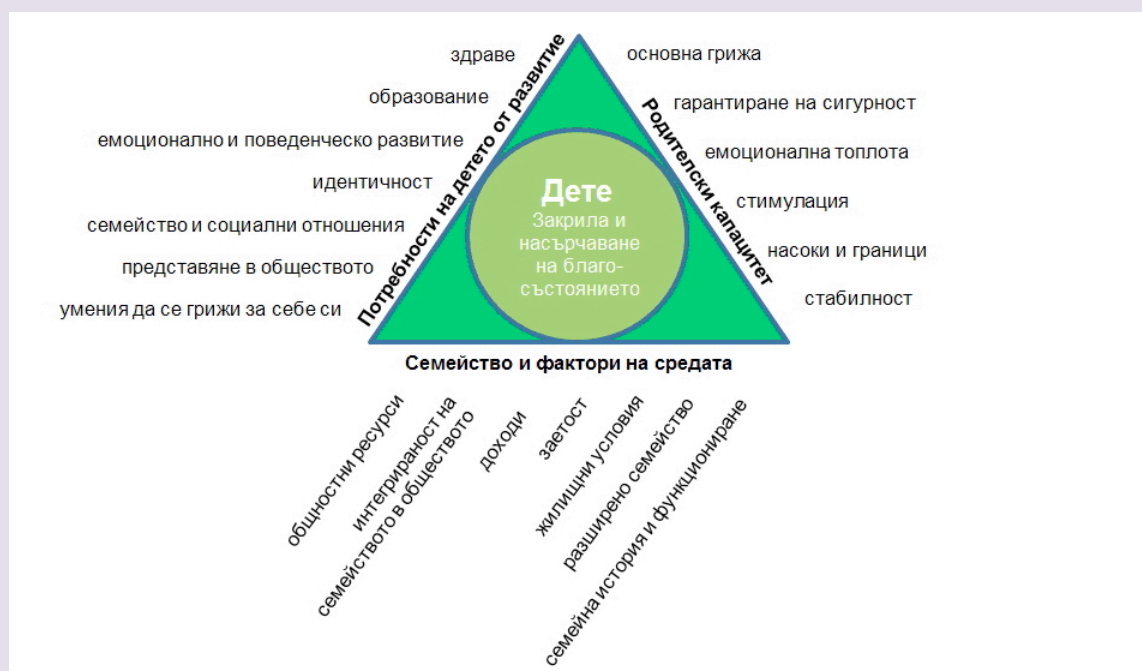 здраве
образование
емоционално и поведенческо развитие
идентичност
семейство и социални отношения
представяне в обществото
умения да се грижи за себе си
Потребности на детето от развитие
Дете
Закрила и
насърчаване
на благо-
състоянието
Родителски капацитет
основна грижа
гарантиране на сигурност
емоционална топлота
стимулация
насоки и граници
стабилност
Семейство и фактори на средата
общностни ресурси
интегрираност на
семейството в обществото
доходи
заетост
жилищни условия
разширено семейство
семейна история и функциониране